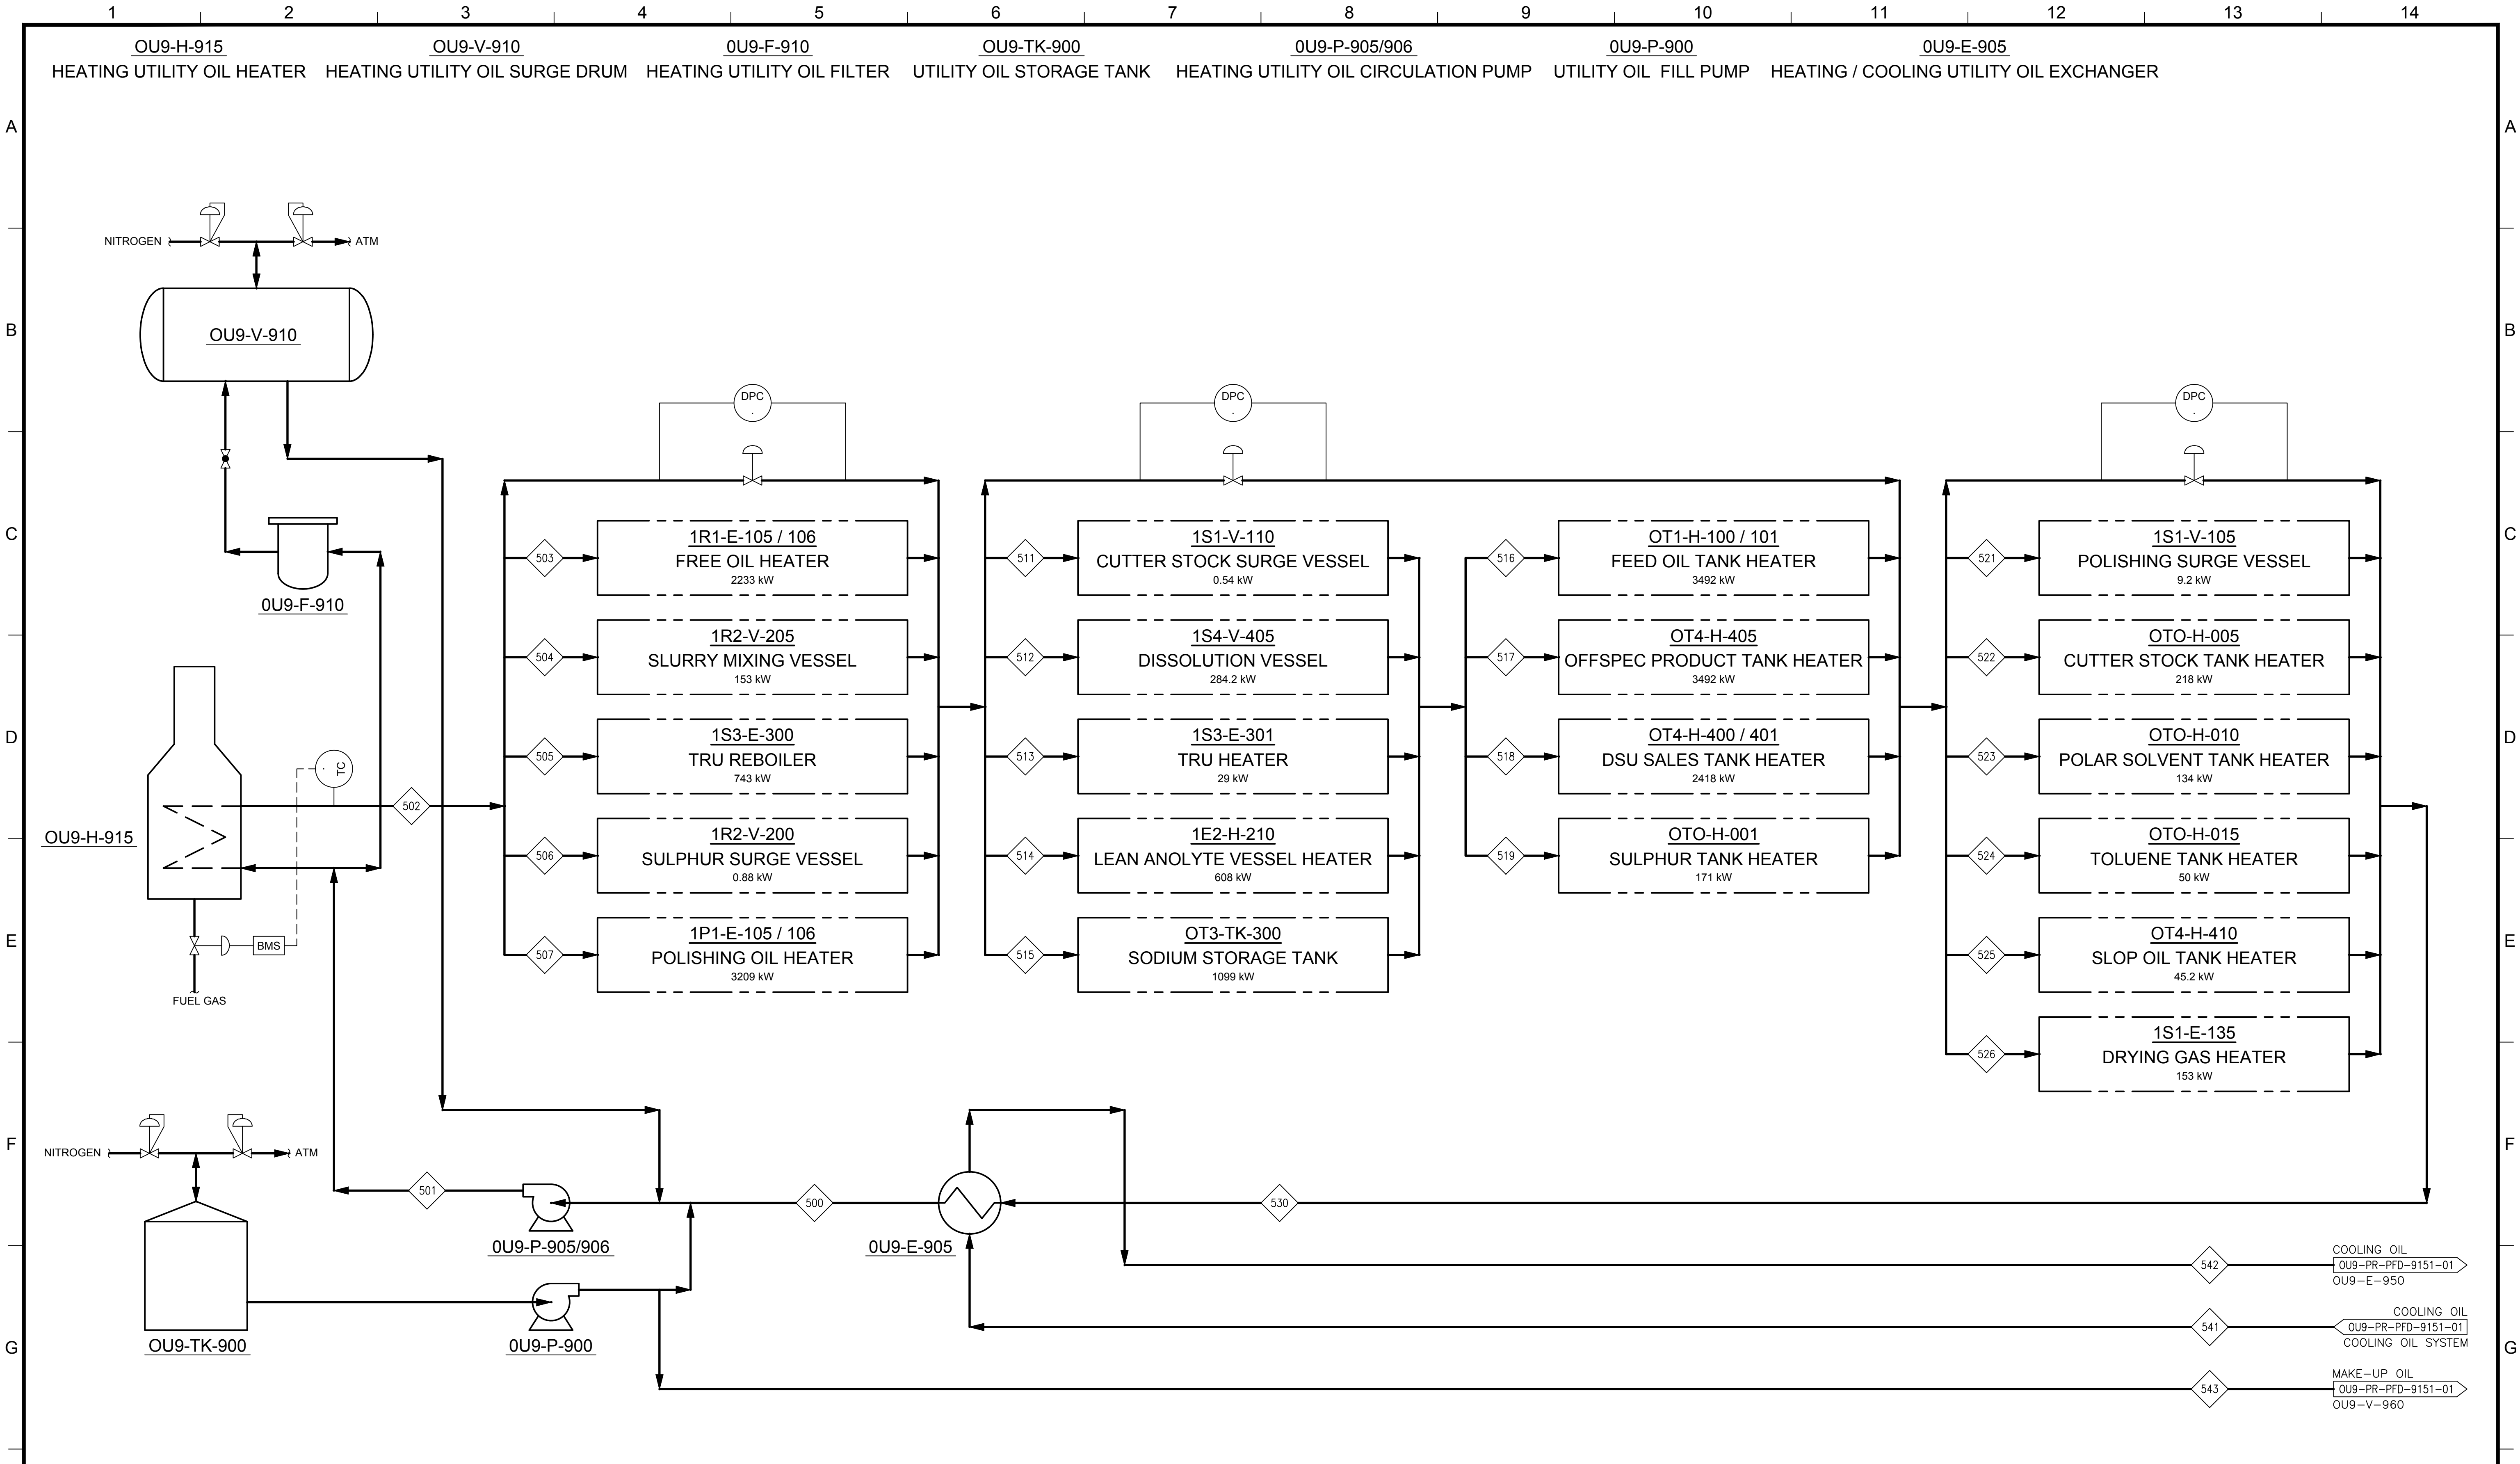 1 2 3 4 5 6 7 8 9 10 11 12 13 14
OU9-H-915
HEATING UTILITY OIL HEATER
OU9-V-910
HEATING UTILITY OIL SURGE DRUM
0U9-F-910
HEATING UTILITY OIL FILTER
OU9-TK-900
UTILITY OIL STORAGE TANK
0U9-P-905/906
HEATING UTILITY OIL CIRCULATION PUMP
0U9-P-900
UTILITY OIL FILL PUMP
0U9-E-905
HEATING / COOLING UTILITY OIL EXCHANGER
A
A
NITROGEN
ATM
B
B
OU9-V-910
DPC
DPC
DPC
C
C
0U9-F-910
503
1R1-E-105 / 106
FREE OIL HEATER
2233 kW
504
1R2-V-205
SLURRY MIXING VESSEL
153 kW
505
1S3-E-300
TRU REBOILER
743 kW
506
1R2-V-200
SULPHUR SURGE VESSEL
0.88 kW
507
1P1-E-105 / 106
POLISHING OIL HEATER
3209 kW
511
1S1-V-110
CUTTER STOCK SURGE VESSEL
0.54 kW
512
1S4-V-405
DISSOLUTION VESSEL
284.2 kW
513
1S3-E-301
TRU HEATER
29 kW
514
1E2-H-210
LEAN ANOLYTE VESSEL HEATER
608 kW
515
OT3-TK-300
SODIUM STORAGE TANK
1099 kW
516
OT1-H-100 / 101
FEED OIL TANK HEATER
3492 kW
517
OT4-H-405
OFFSPEC PRODUCT TANK HEATER
3492 kW
518
OT4-H-400 / 401
DSU SALES TANK HEATER
2418 kW
519
OTO-H-001
SULPHUR TANK HEATER
171 kW
521
1S1-V-105
POLISHING SURGE VESSEL
9.2 kW
522
OTO-H-005
CUTTER STOCK TANK HEATER
218 kW
523
OTO-H-010
POLAR SOLVENT TANK HEATER
134 kW
524
OTO-H-015
TOLUENE TANK HEATER
50 kW
525
OT4-H-410
SLOP OIL TANK HEATER
45.2 kW
526
1S1-E-135
DRYING GAS HEATER
153 kW
D
D
TC
502
OU9-H-915
E
E
BMS
FUEL GAS
F
F
NITROGEN
ATM
501
500
530
0U9-P-905/906
0U9-E-905
542
COOLING OIL
0U9-PR-PFD-9151-01
OU9-E-950
541
COOLING OIL
0U9-PR-PFD-9151-01
COOLING OIL SYSTEM
G
G
OU9-TK-900
0U9-P-900
543
MAKE-UP OIL
0U9-PR-PFD-9151-01
OU9-V-960